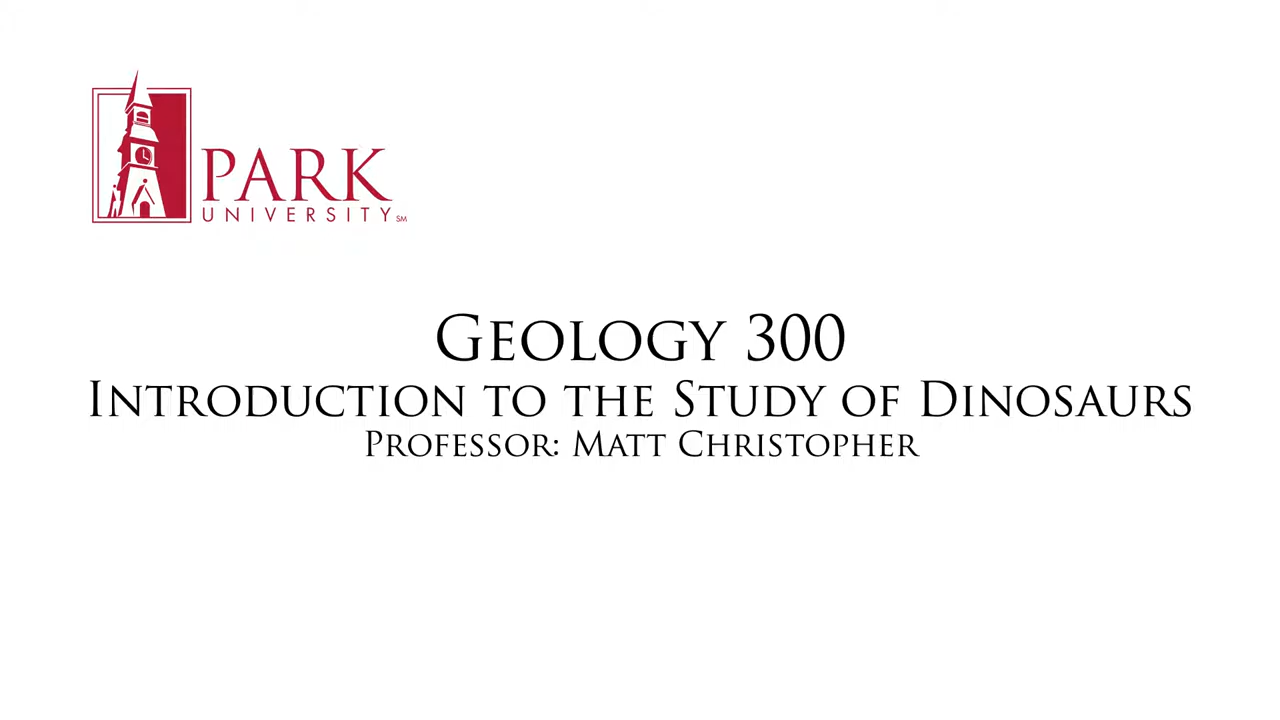 PARK
UNIVERSITY SM
GEOLOGY 300
INTRODUCTION TO THE STUDY OF DINOSAURS
PROFESSOR: MATT CHRISTOPHER